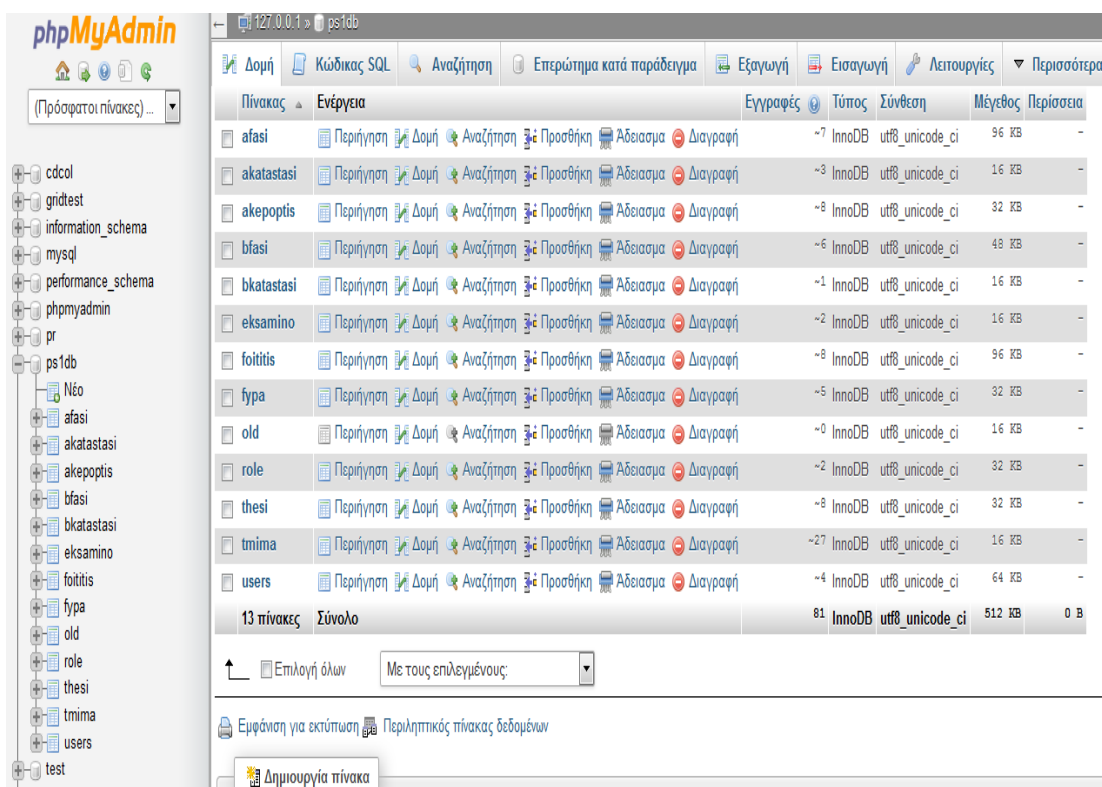 phpMyAdmin
(Πρόσφατοι πίνακες) ...
cdcol
gridtest
information_schema
mysql
performance_schema
phpmyadmin
pr
ps1db
Νέο
afasi
akatastasi
akepoptis
bfasi
bkatastasi
eksamino
foititis
fypa
old
role
thesi
tmima
users
test
127.0.0.1 » ps1db
Δομή Κώδικας SQL Αναζήτηση Επερώτημα κατά παράδειγμα Εξαγωγή Εισαγωγή Λειτουργίες Περισσότερα
Πίνακας Ενέργεια Εγγραφές Τύπος Σύνθεση Μέγεθος Περίσσεια
afasi Περιήγηση Δομή Αναζήτηση Προσθήκη Άδειασμα Διαγραφή ~7 InnoDB utf8_unicode_ci 96 KB -
akatastasi Περιήγηση Δομή Αναζήτηση Προσθήκη Άδειασμα Διαγραφή ~3 InnoDB utf8_unicode_ci 16 KB -
akepoptis Περιήγηση Δομή Αναζήτηση Προσθήκη Άδειασμα Διαγραφή ~8 InnoDB utf8_unicode_ci 32 KB -
bfasi Περιήγηση Δομή Αναζήτηση Προσθήκη Άδειασμα Διαγραφή ~6 InnoDB utf8_unicode_ci 48 KB -
bkatastasi Περιήγηση Δομή Αναζήτηση Προσθήκη Άδειασμα Διαγραφή ~1 InnoDB utf8_unicode_ci 16 KB -
eksamino Περιήγηση Δομή Αναζήτηση Προσθήκη Άδειασμα Διαγραφή ~2 InnoDB utf8_unicode_ci 16 KB -
foititis Περιήγηση Δομή Αναζήτηση Προσθήκη Άδειασμα Διαγραφή ~8 InnoDB utf8_unicode_ci 96 KB -
fypa Περιήγηση Δομή Αναζήτηση Προσθήκη Άδειασμα Διαγραφή ~5 InnoDB utf8_unicode_ci 32 KB -
old Περιήγηση Δομή Αναζήτηση Προσθήκη Άδειασμα Διαγραφή ~0 InnoDB utf8_unicode_ci 16 KB -
role Περιήγηση Δομή Αναζήτηση Προσθήκη Άδειασμα Διαγραφή ~2 InnoDB utf8_unicode_ci 32 KB -
thesi Περιήγηση Δομή Αναζήτηση Προσθήκη Άδειασμα Διαγραφή ~8 InnoDB utf8_unicode_ci 32 KB -
tmima Περιήγηση Δομή Αναζήτηση Προσθήκη Άδειασμα Διαγραφή ~27 InnoDB utf8_unicode_ci 16 KB -
users Περιήγηση Δομή Αναζήτηση Προσθήκη Άδειασμα Διαγραφή ~4 InnoDB utf8_unicode_ci 64 KB -
13 πίνακες Σύνολο 81 InnoDB utf8_unicode_ci 512 KB 0 B
Επιλογή όλων Με τους επιλεγμένους:
Εμφάνιση για εκτύπωση Περιληπτικός πίνακας δεδομένων
Δημιουργία πίνακα